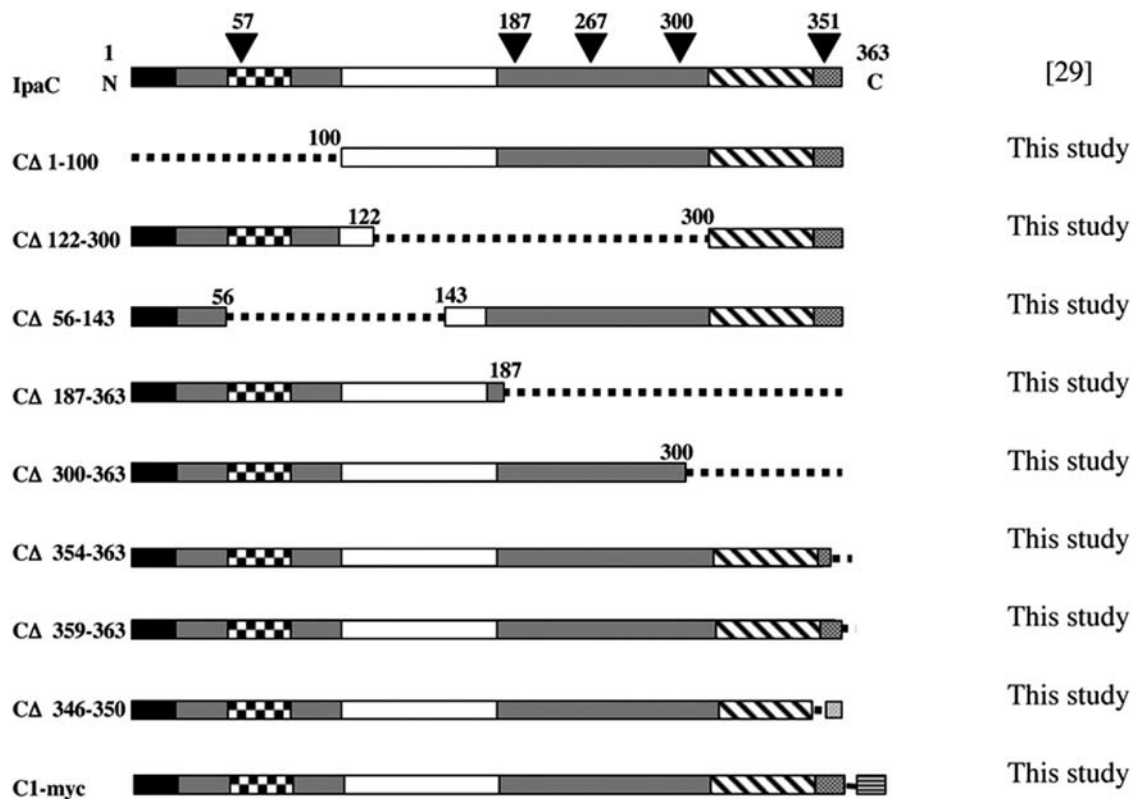 57 187 267 300 351
1 363
IpaC N C [29]
100
CΔ 1-100 This study
122 300
CΔ 122-300 This study
56 143
CΔ 56-143 This study
187
CΔ 187-363 This study
300
CΔ 300-363 This study
CΔ 354-363 This study
CΔ 359-363 This study
CΔ 346-350 This study
C1-myc This study